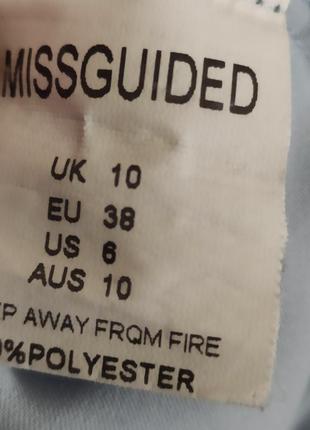 MISSGUIDED
UK 10
EU 38
US 6
AUS 10
AWAY FROM FIRE
POLYESTER